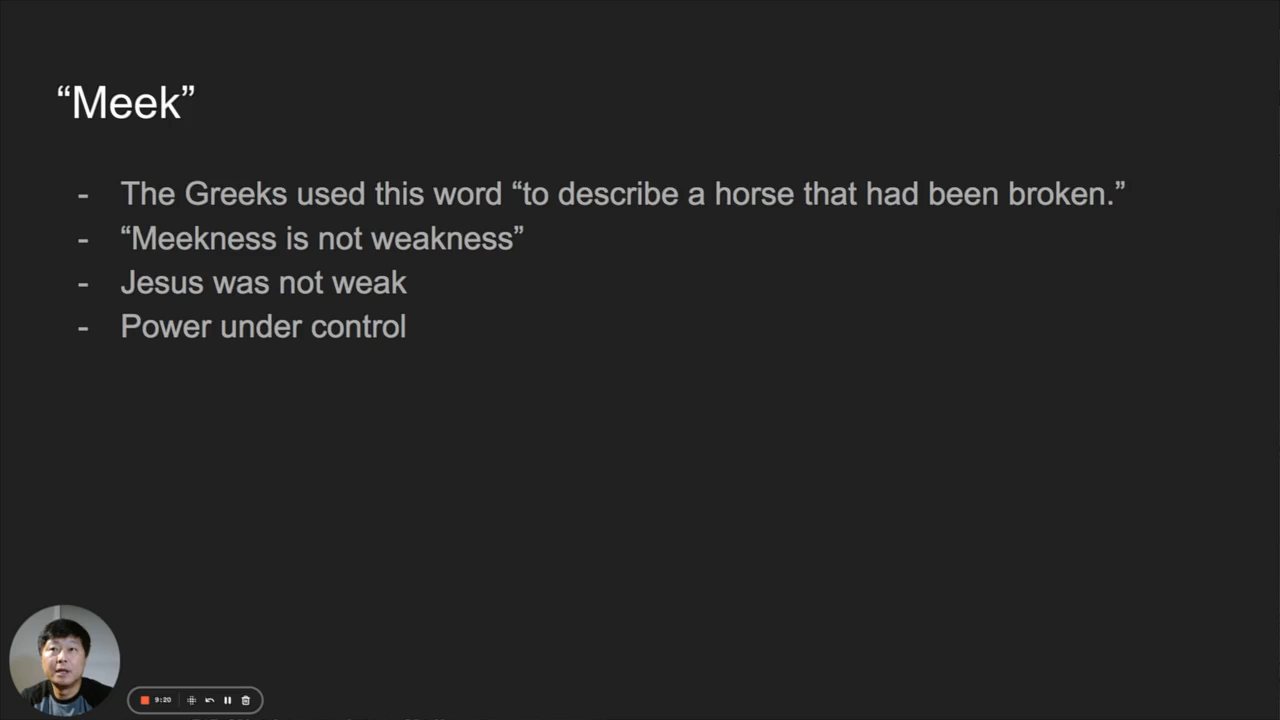 “Meek”
- The Greeks used this word “to describe a horse that had been broken.”
- “Meekness is not weakness”
- Jesus was not weak
- Power under control
9:20